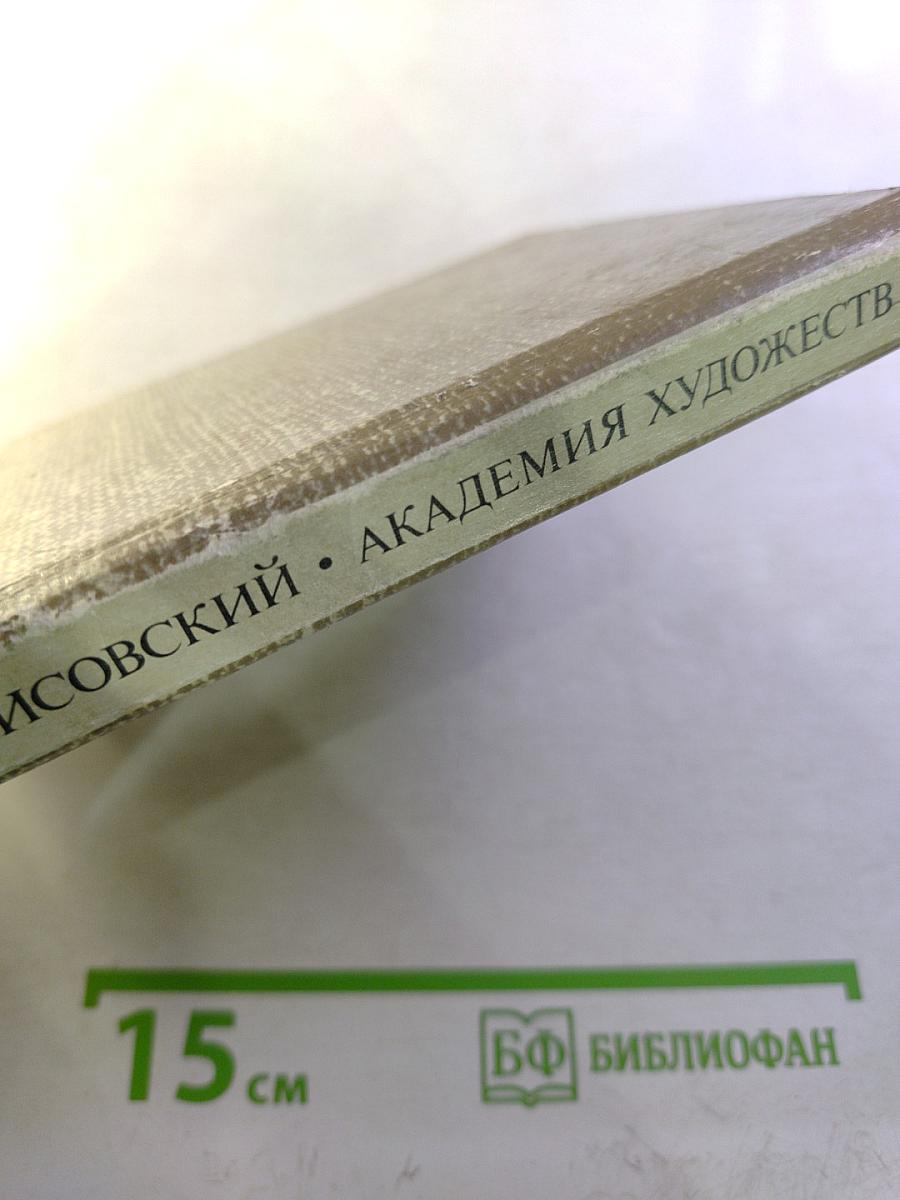 ИСОВСКИЙ • АКАДЕМИЯ ХУДОЖЕСТВ
15 см
БФ БИБЛИОФАН